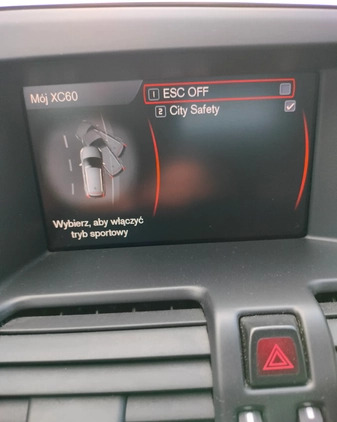 Mój XC60
1 ESC OFF
2 City Safety
Wybierz, aby włączyć
tryb sportowy